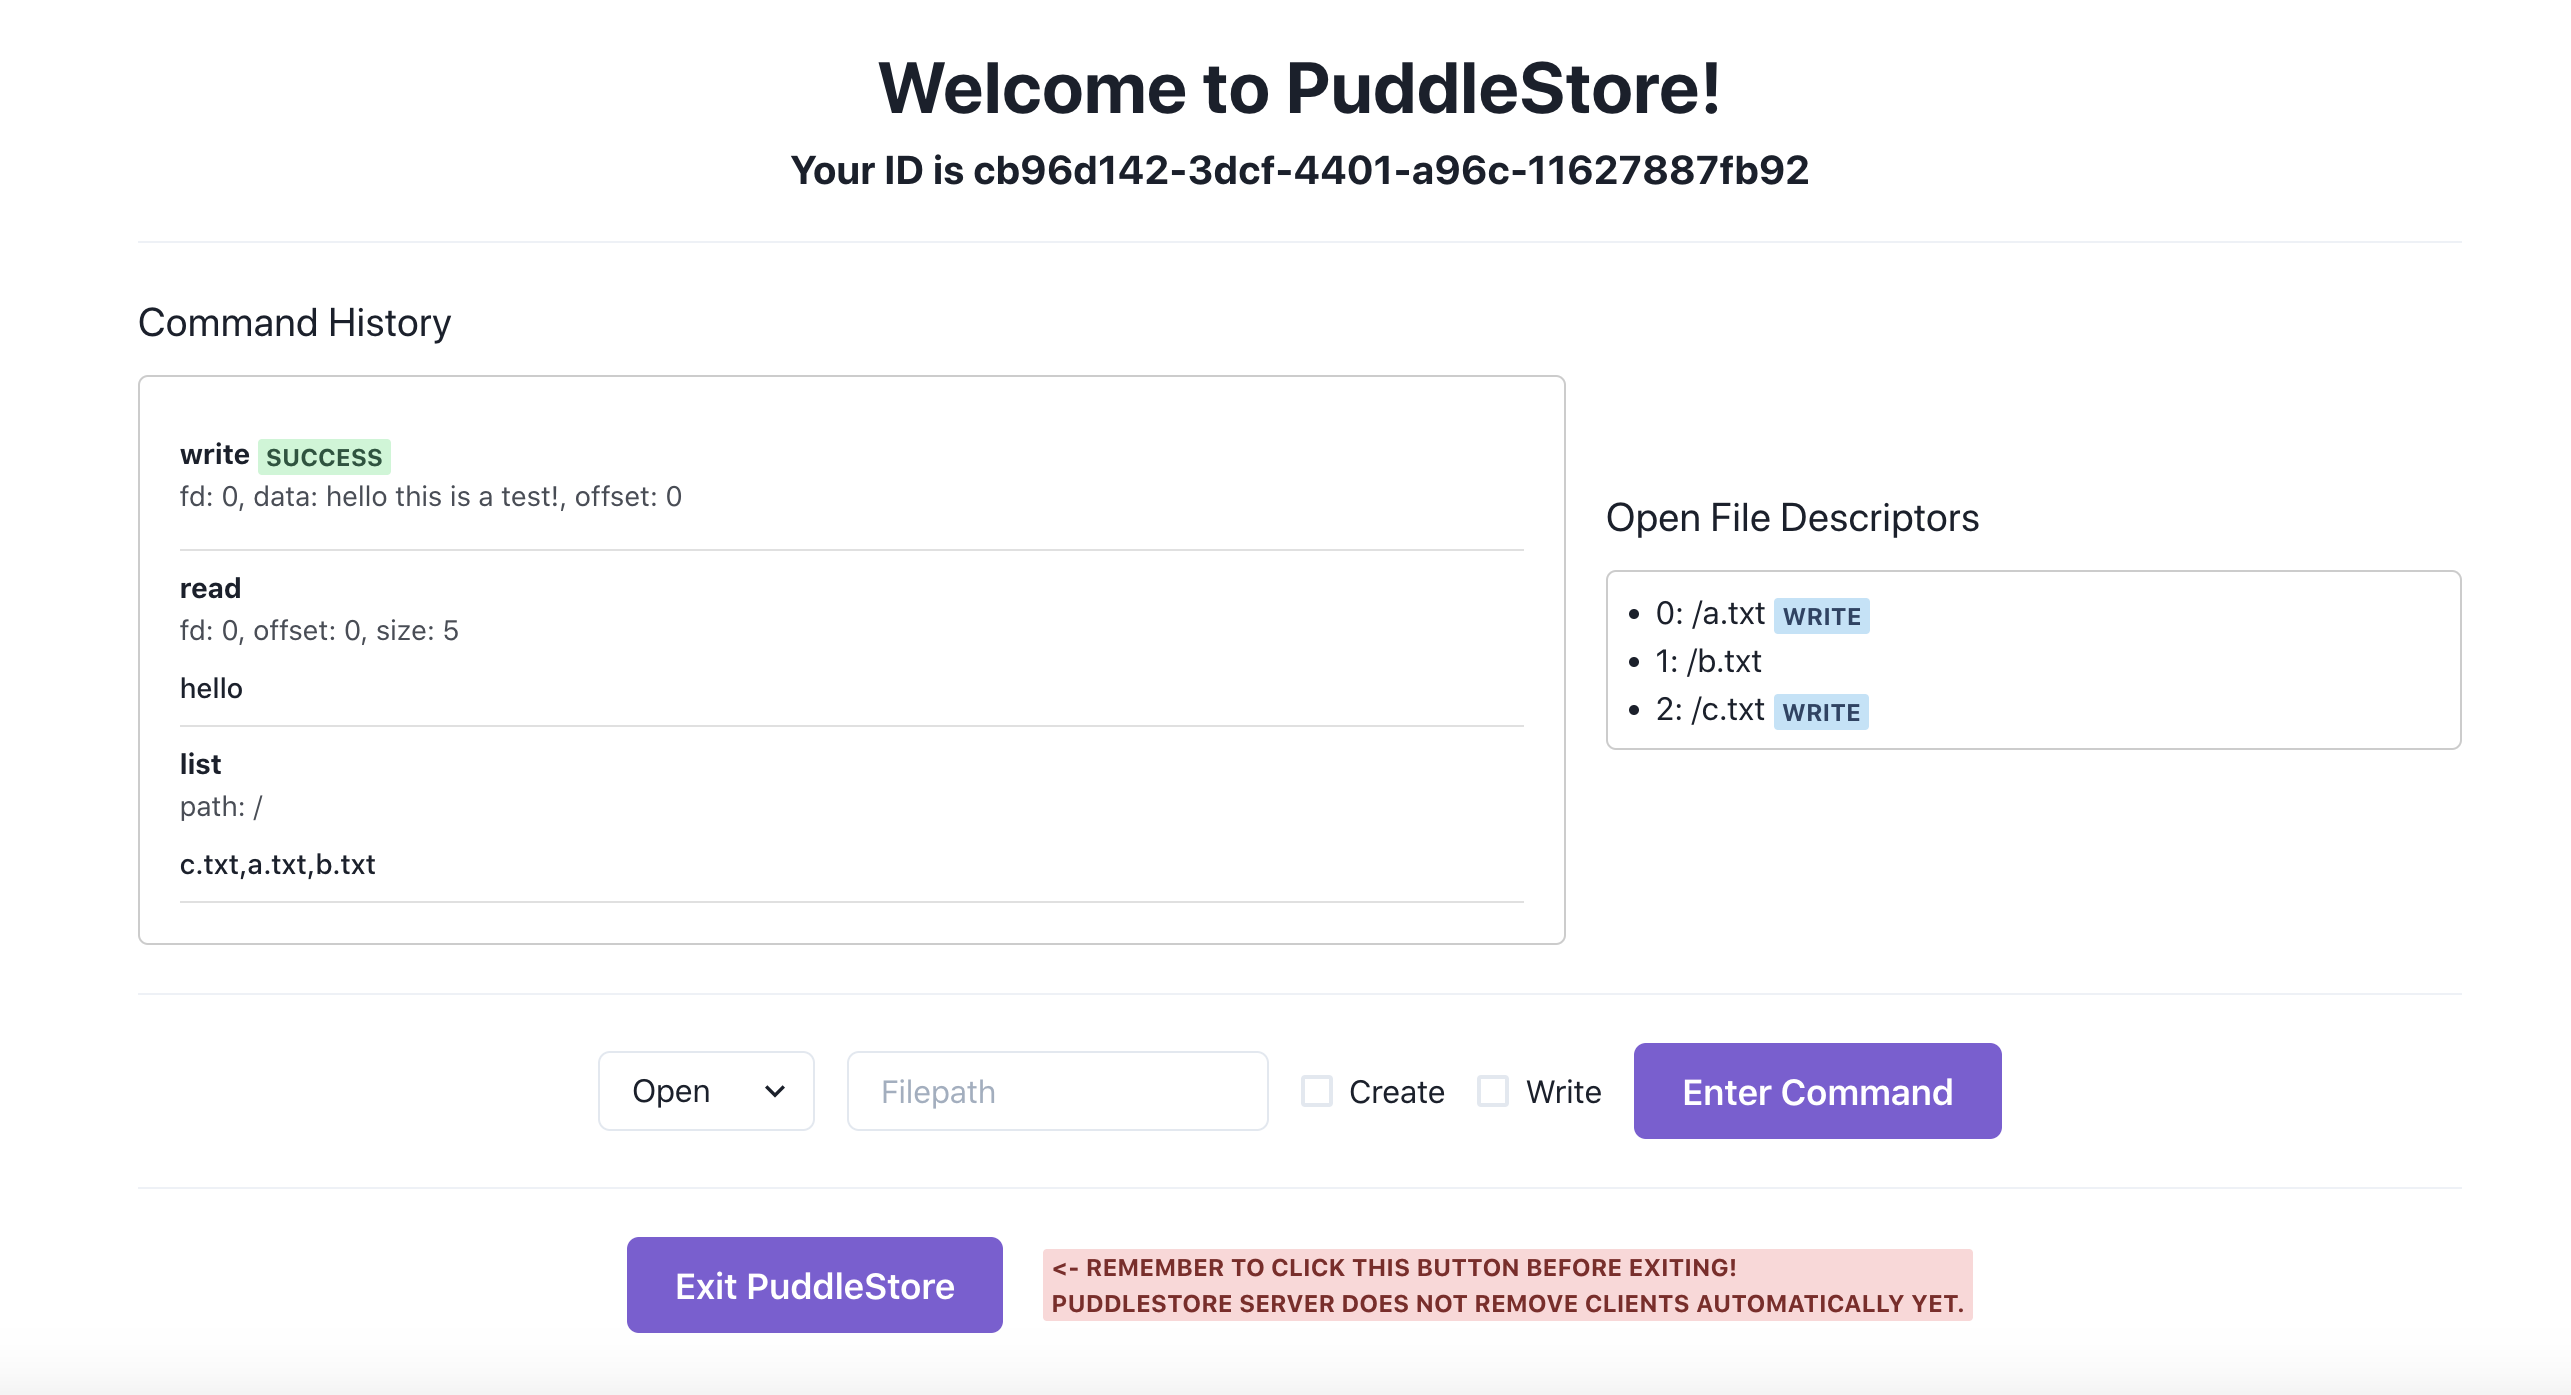 Welcome to PuddleStore!
Your ID is cb96d142-3dcf-4401-a96c-11627887fb92
Command History
write SUCCESS
fd: 0, data: hello this is a test!, offset: 0
read
fd: 0, offset: 0, size: 5
hello
list
path: /
c.txt,a.txt,b.txt
Open File Descriptors
0: /a.txt WRITE
1: /b.txt
2: /c.txt WRITE
Open Filepath Create Write Enter Command
Exit PuddleStore
<- REMEMBER TO CLICK THIS BUTTON BEFORE EXITING!
PUDDLESTORE SERVER DOES NOT REMOVE CLIENTS AUTOMATICALLY YET.